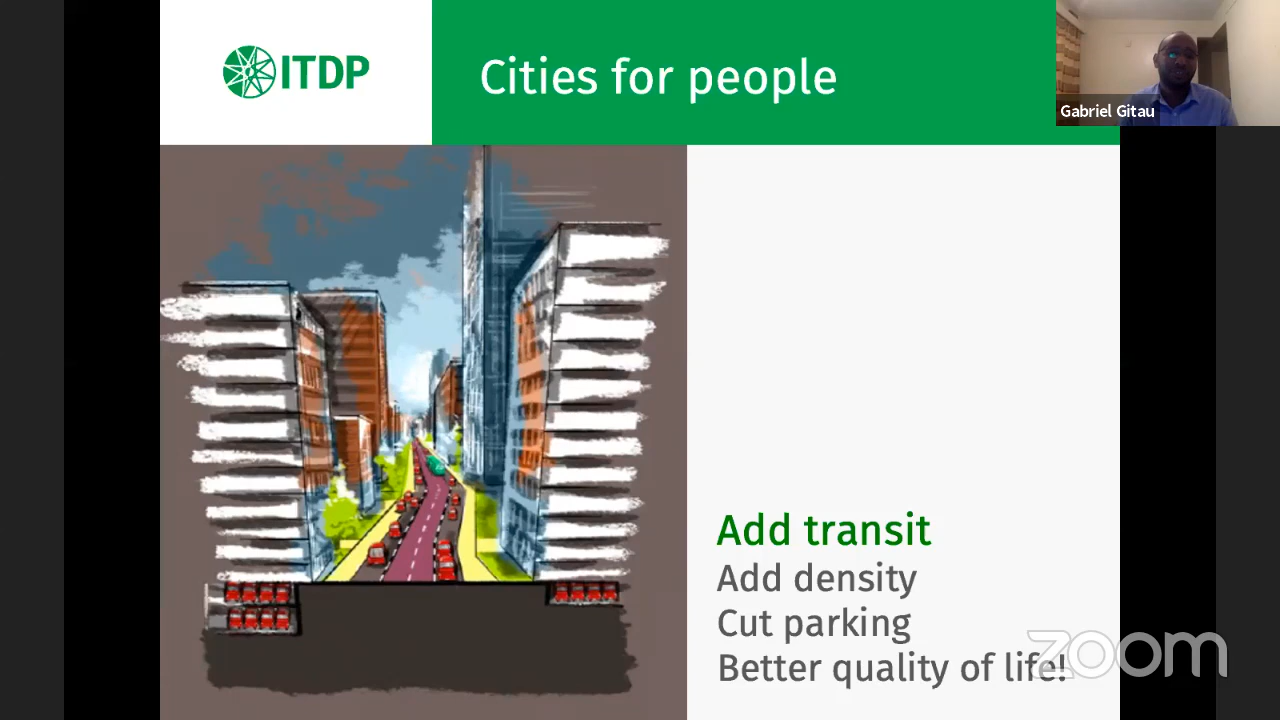 ITDP
Cities for people
Gabriel Gitau
Add transit
Add density
Cut parking
Better quality of life!
zoom